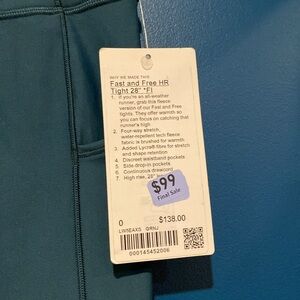 WHY WE MADE THIS
Fast and Free HR
Tight 28" *Fl
1. If you're an all-weather
runner, grab this fleece
version of our Fast and Free
tights. They offer warmth so
you can focus on catching that
runner's high
2. Four-way stretch,
water-repellent tech fleece
fabric is brushed for warmth
3. Added Lycra® fibre for stretch
and shape retention
4. Discreet waistband pockets
5. Side drop-in pockets
6. Continuous drawcord
7. High rise, 28"
$99
Final Sale
0
$138.00
LW5EAXS QRNJ
000145452006